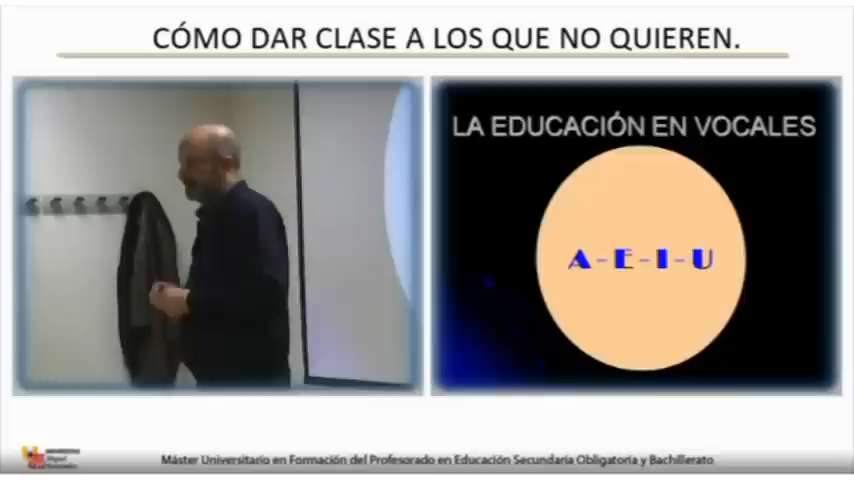 CÓMO DAR CLASE A LOS QUE NO QUIEREN.
LA EDUCACIÓN EN VOCALES
A-E-I-U
Máster Universitario en Formación del Profesorado en Educación Secundaria Obligatoria y Bachillerato